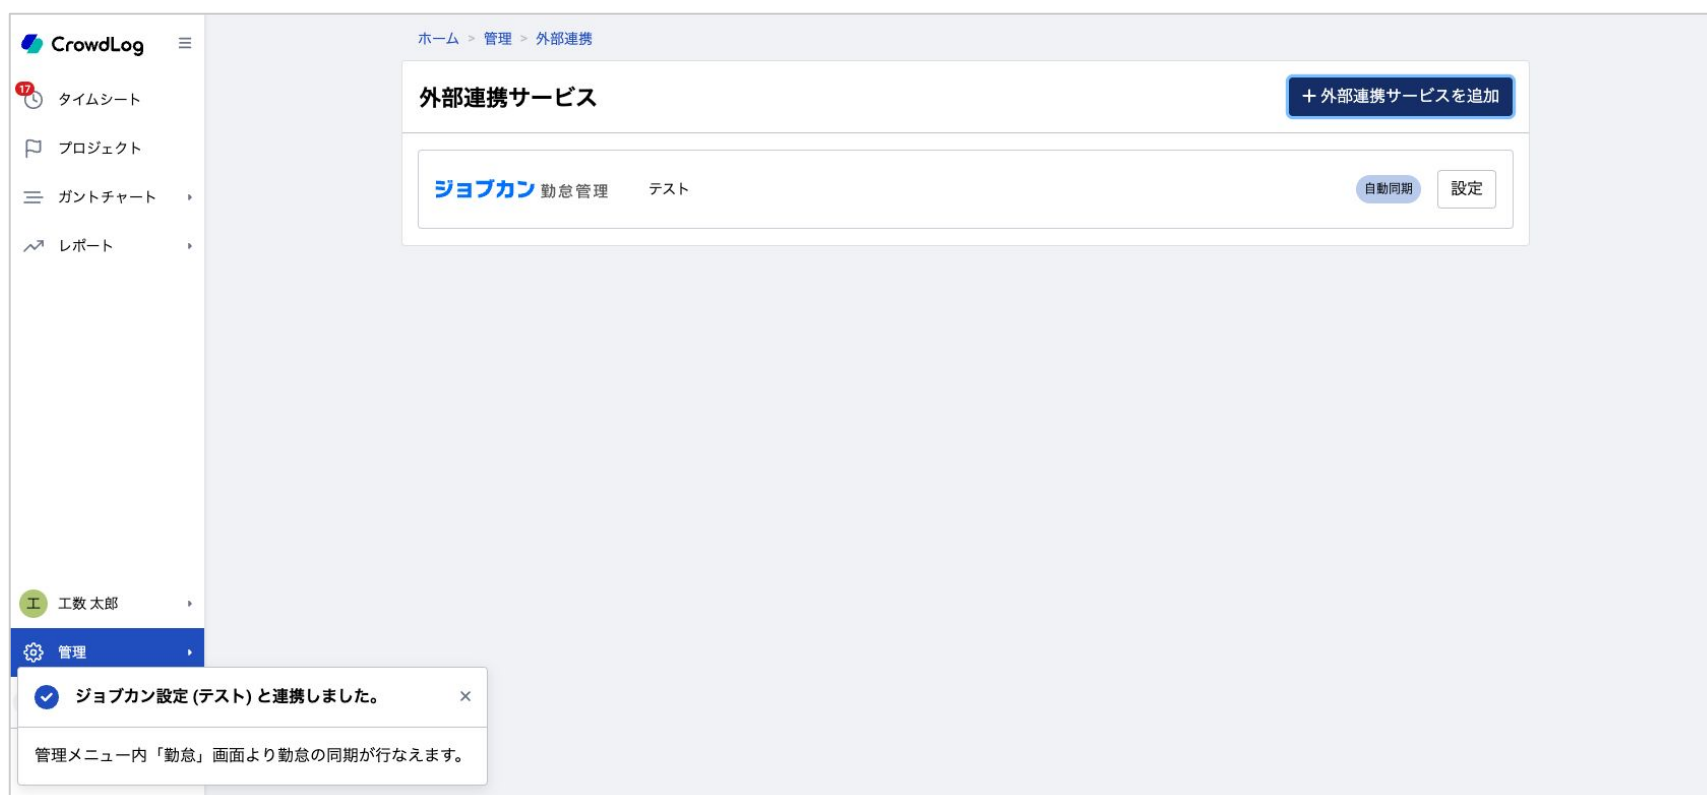 CrowdLog
17
タイムシート
プロジェクト
ガントチャート
レポート
ホーム > 管理 > 外部連携
外部連携サービス
+ 外部連携サービスを追加
ジョブカン 勤怠管理 テスト 自動同期 設定
工 工数 太郎
管理
ジョブカン設定 (テスト) と連携しました。 ×
管理メニュー内「勤怠」画面より勤怠の同期が行なえます。